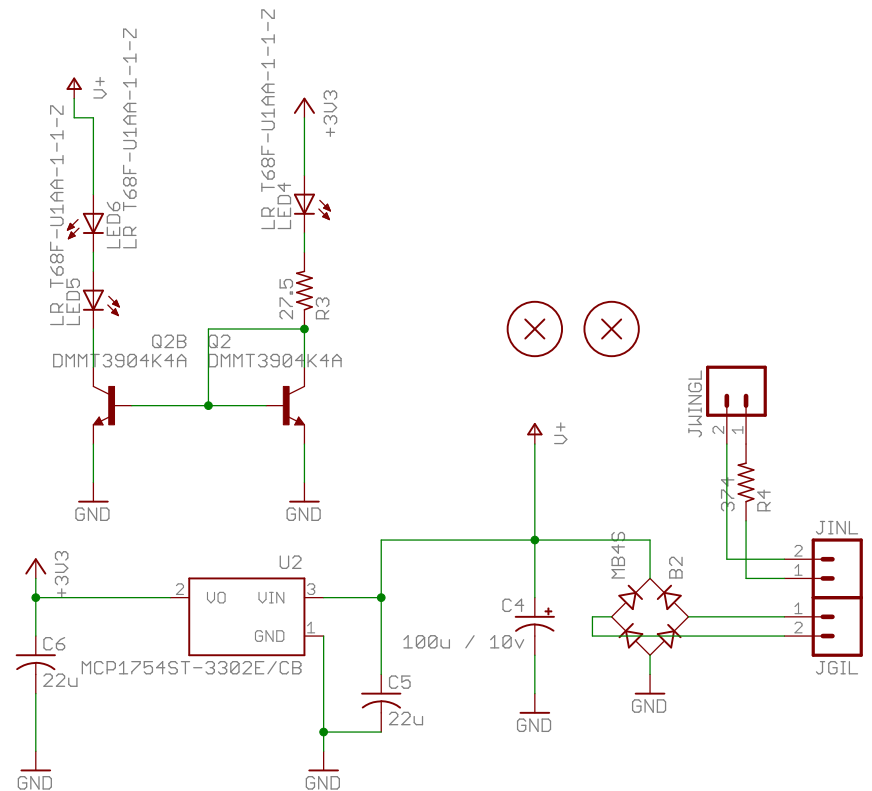 V+
LR T68F-U1AA-1-1-Z
LED6
LR T68F-U1AA-1-1-Z
LED5
LR T68F-U1AA-1-1-Z
LED4
+3V3
27.5
R3
Q2B
Q2
DMMT3904K4A
DMMT3904K4A
GND
GND
JWINGL
2
1
374
R4
V+
JINL
2
1
1
2
JGIL
MB4S
B2
GND
C4
+
100u / 10v
GND
+3V3
U2
2
VO
VIN
3
GND
1
MCP1754ST-3302E/CB
C6
22u
C5
22u
GND
GND